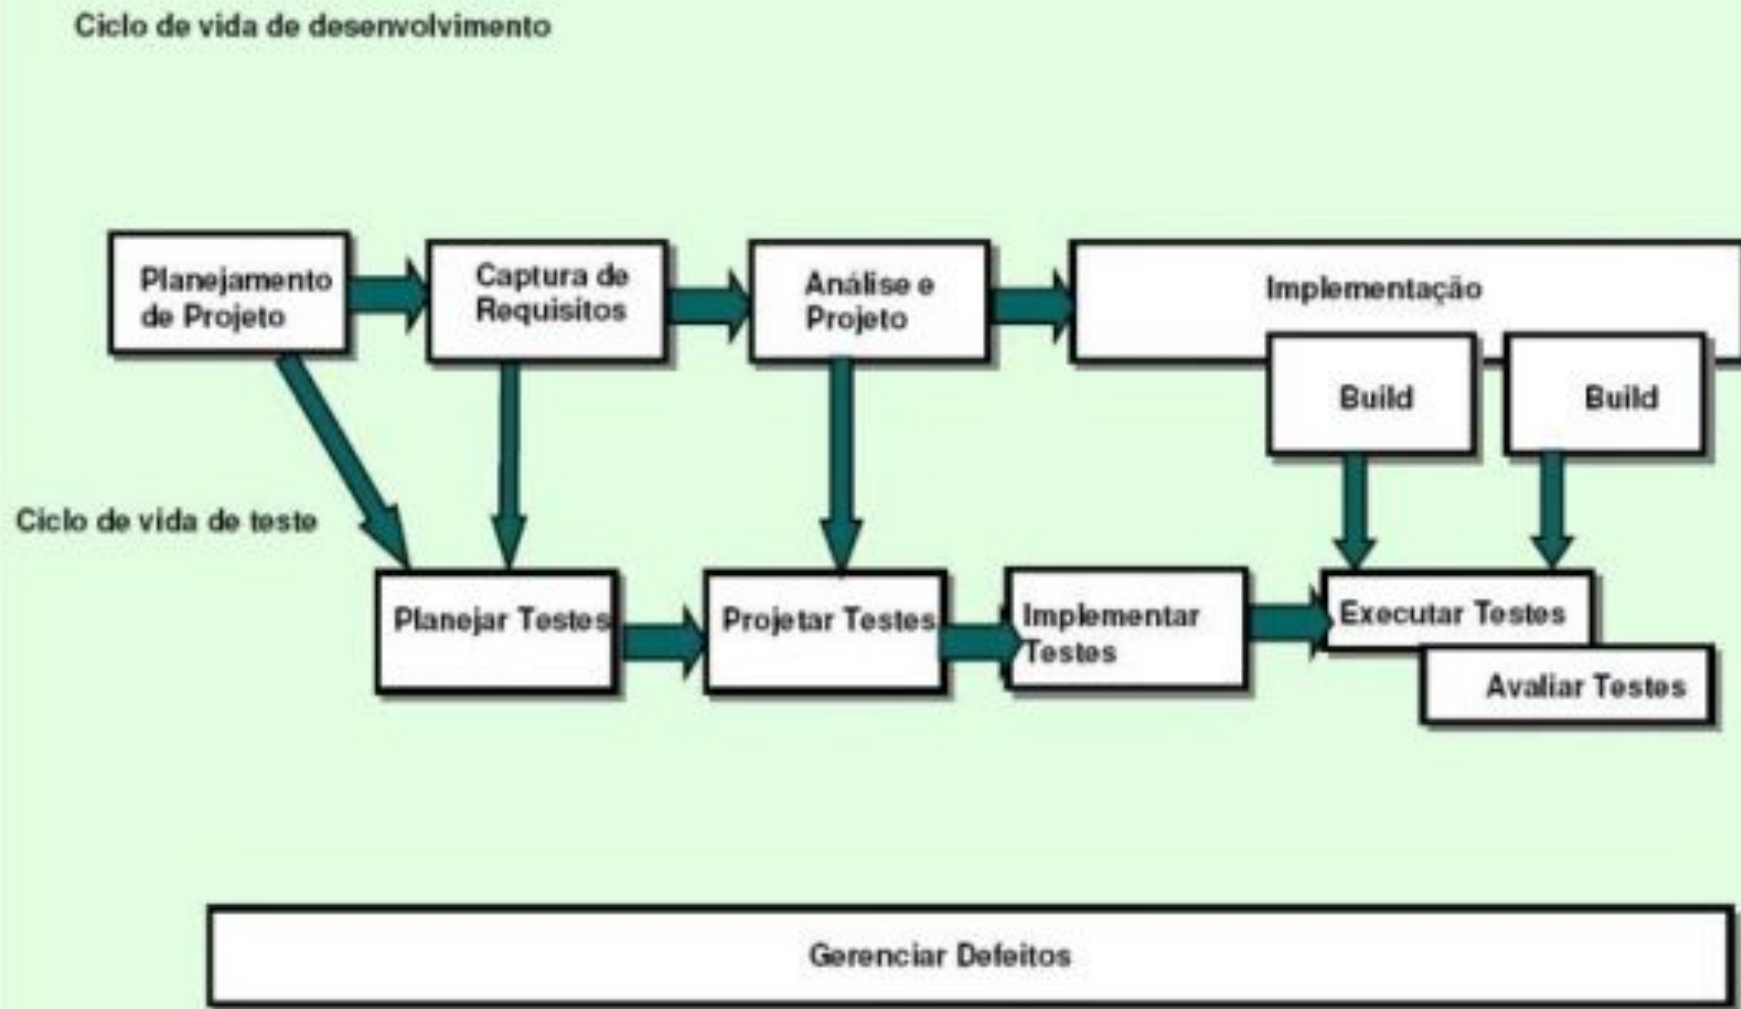 Ciclo de vida de desenvolvimento
Planejamento
de Projeto
Captura de
Requisitos
Análise e
Projeto
Implementação
Build
Build
Ciclo de vida de teste
Planejar Testes
Projetar Testes
Implementar
Testes
Executar Testes
Avaliar Testes
Gerenciar Defeitos